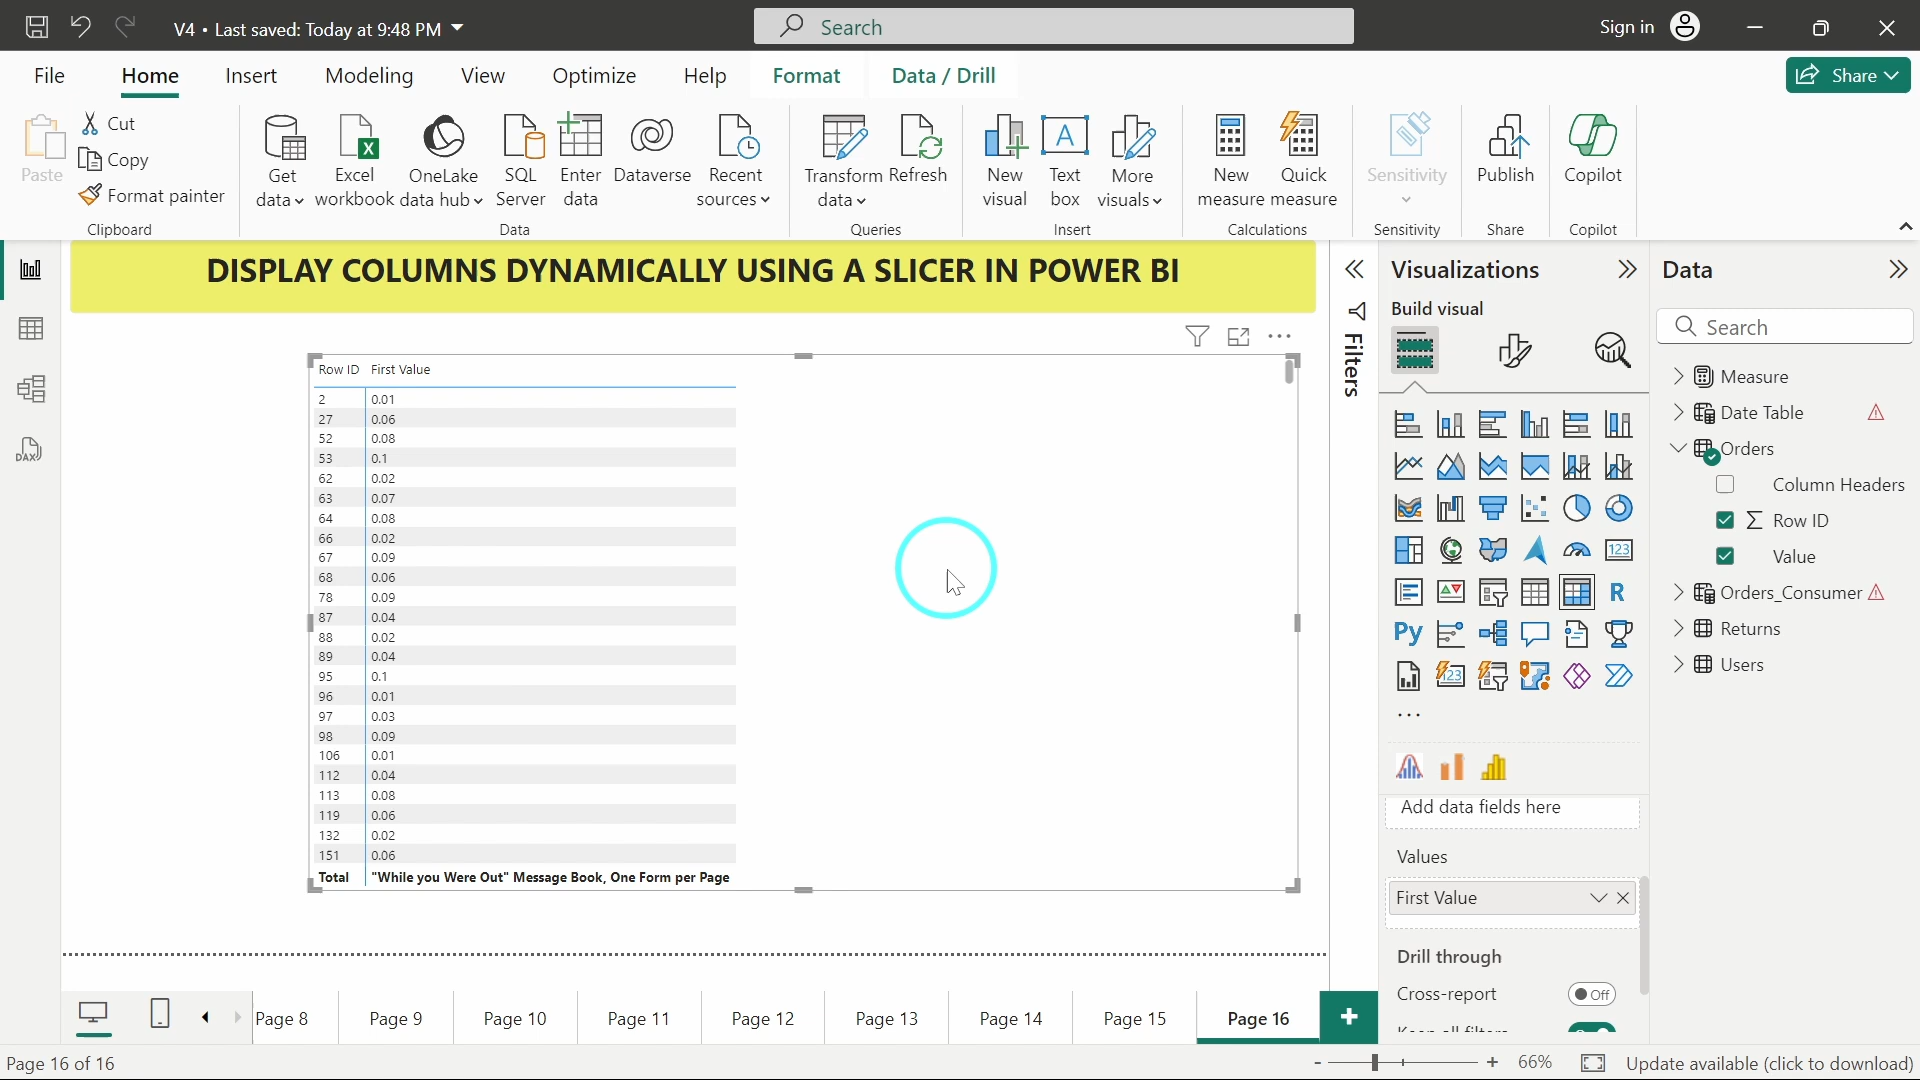 V4 • Last saved: Today at 9:48 PM
Search
Sign in
File
Home
Insert
Modeling
View
Optimize
Help
Format
Data / Drill
Share
Paste
Cut
Copy
Format painter
Clipboard
Get
data
Excel
workbook
OneLake
data hub
SQL
Server
Enter
data
Dataverse
Recent
sources
Data
Transform
data
Refresh
Queries
New
visual
Text
box
More
visuals
Insert
New
measure
Quick
measure
Calculations
Sensitivity
Sensitivity
Publish
Share
Copilot
Copilot
DISPLAY COLUMNS DYNAMICALLY USING A SLICER IN POWER BI
Row ID First Value
2 0.01
27 0.06
52 0.08
53 0.1
62 0.02
63 0.07
64 0.08
66 0.02
67 0.09
68 0.06
78 0.09
87 0.04
88 0.02
89 0.04
95 0.1
96 0.01
97 0.03
98 0.09
106 0.01
112 0.04
113 0.08
119 0.06
132 0.02
151 0.06
Total "While you Were Out" Message Book, One Form per Page
Filters
Visualizations
Build visual
123
R
Py
123
Add data fields here
Values
First Value
Drill through
Cross-report
Off
Data
Search
Measure
Date Table
Orders
Column Headers
Row ID
Value
Orders_Consumer
Returns
Users
DAX
Page 8
Page 9
Page 10
Page 11
Page 12
Page 13
Page 14
Page 15
Page 16
Page 16 of 16
- + 66%
Update available (click to download)